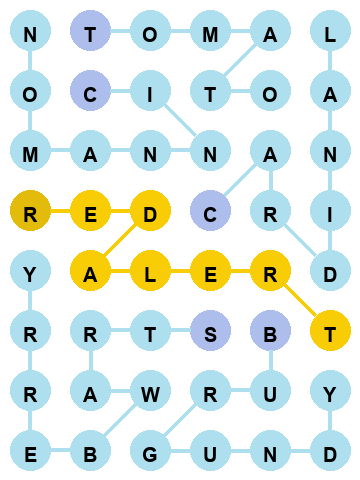 N T O M A L
O C I T O A
M A N N A N
R E D C R I
Y A L E R D
R R T S B T
R A W R U Y
E B G U N D